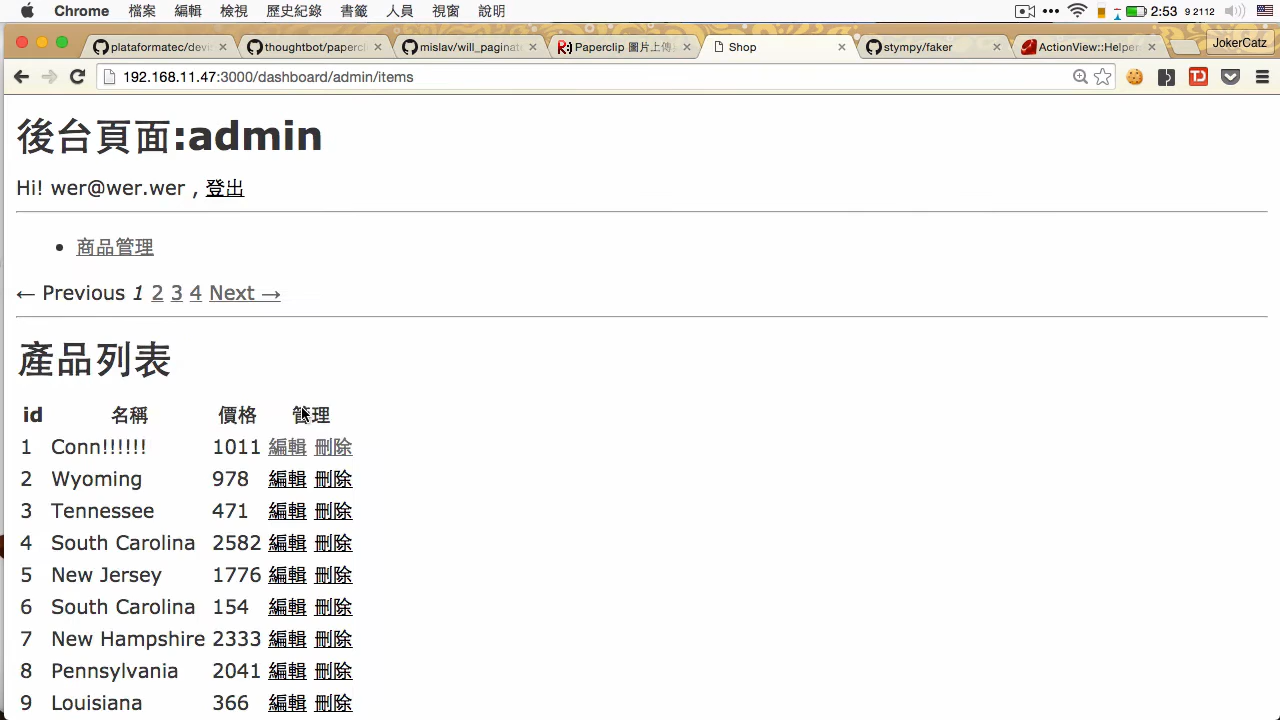 Chrome 檔案 編輯 檢視 歷史紀錄 書籤 人員 視窗 說明 2:53 9 2112
plataformatec/devi thoughtbot/paperc mislav/will_paginat Paperclip 圖片上傳 Shop stympy/faker ActionView::Helper JokerCatz
192.168.11.47:3000/dashboard/admin/items
後台頁面:admin
Hi! wer@wer.wer , 登出
• 商品管理
← Previous 1 2 3 4 Next →
產品列表
id 名稱 價格 管理
1 Conn!!!!!! 1011 編輯 刪除
2 Wyoming 978 編輯 刪除
3 Tennessee 471 編輯 刪除
4 South Carolina 2582 編輯 刪除
5 New Jersey 1776 編輯 刪除
6 South Carolina 154 編輯 刪除
7 New Hampshire 2333 編輯 刪除
8 Pennsylvania 2041 編輯 刪除
9 Louisiana 366 編輯 刪除